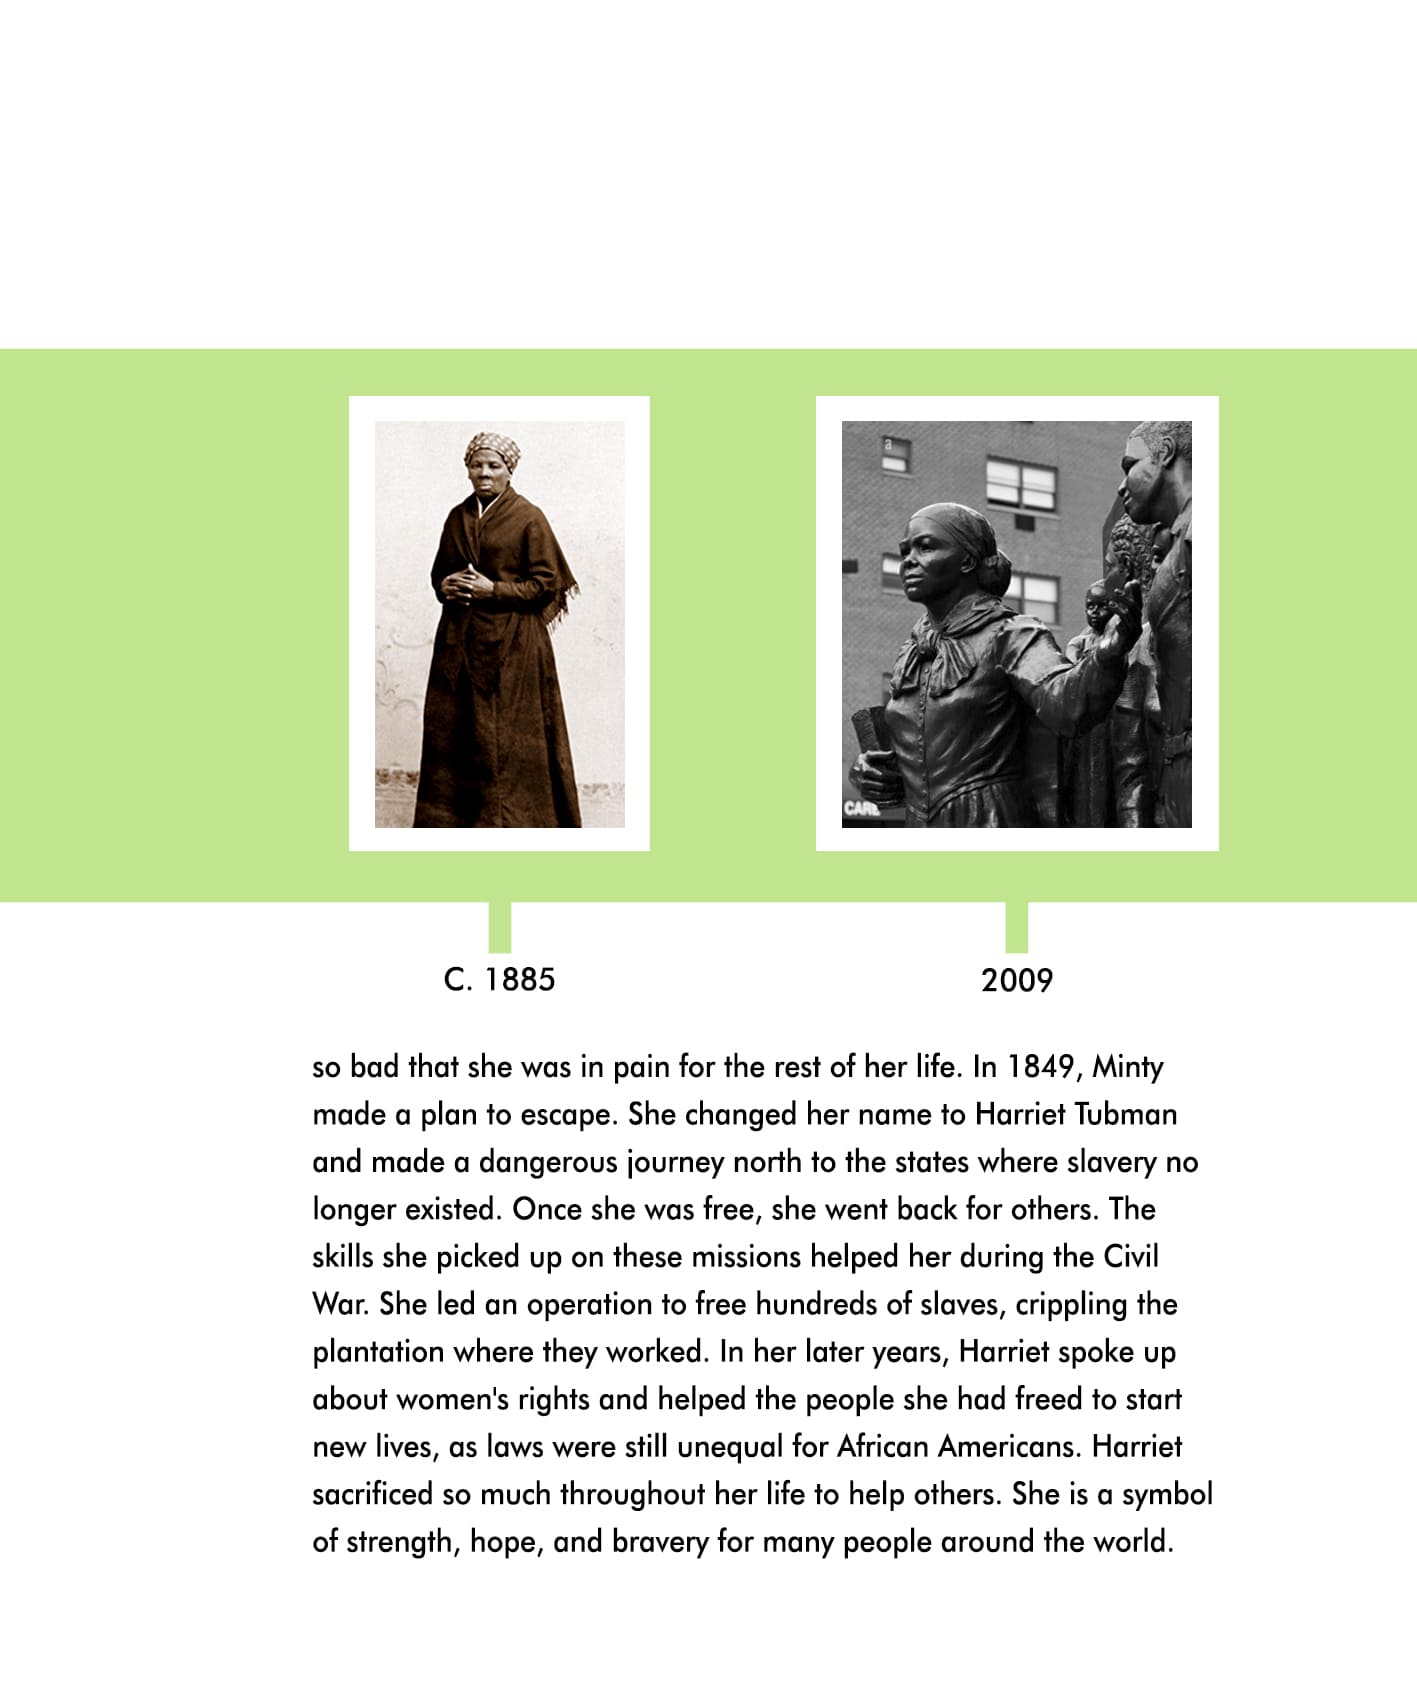 a
CARE
C. 1885
2009
so bad that she was in pain for the rest of her life. In 1849, Minty
made a plan to escape. She changed her name to Harriet Tubman
and made a dangerous journey north to the states where slavery no
longer existed. Once she was free, she went back for others. The
skills she picked up on these missions helped her during the Civil
War. She led an operation to free hundreds of slaves, crippling the
plantation where they worked. In her later years, Harriet spoke up
about women's rights and helped the people she had freed to start
new lives, as laws were still unequal for African Americans. Harriet
sacrificed so much throughout her life to help others. She is a symbol
of strength, hope, and bravery for many people around the world.